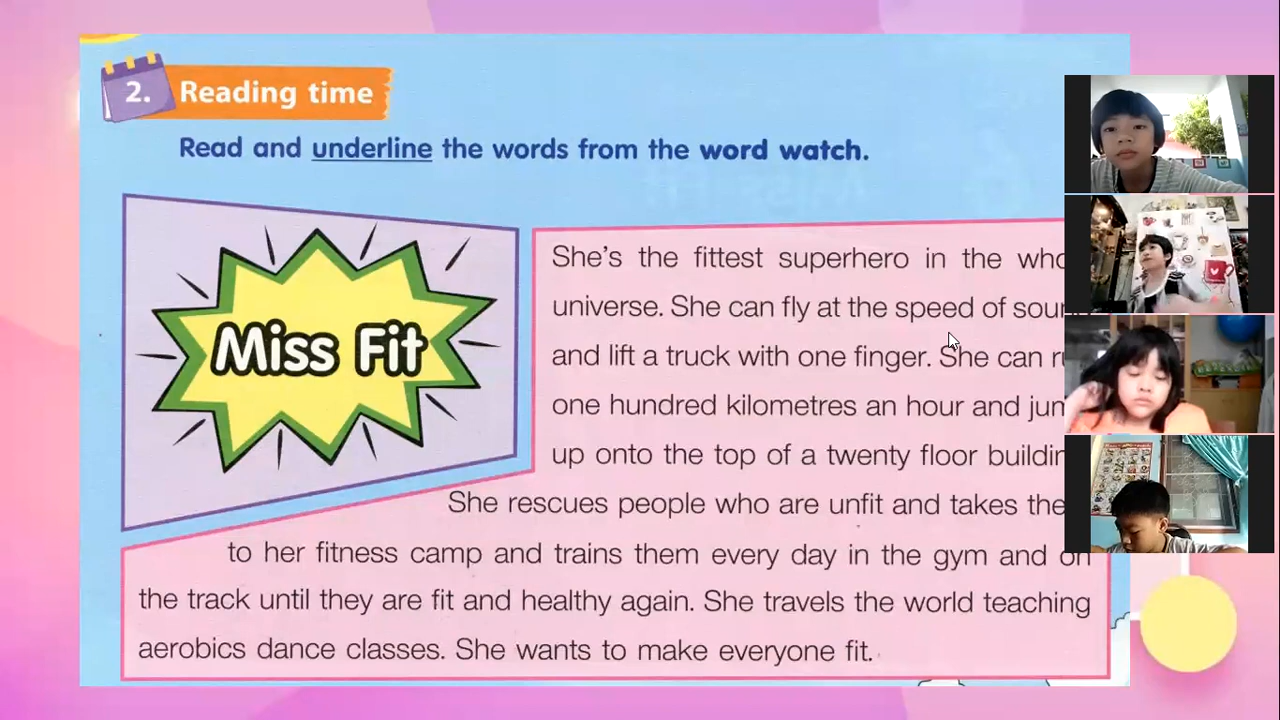 2.
Reading time
Read and underline the words from the word watch.
Miss Fit
She's the fittest superhero in the
universe. She can fly at the speed of
and lift a truck with one finger. She can
one hundred kilometres an hour and
up onto the top of a twenty floor
She rescues people who are unfit and takes
to her fitness camp and trains them every day in the gym and on
the track until they are fit and healthy again. She travels the world teaching
aerobics dance classes. She wants to make everyone fit.